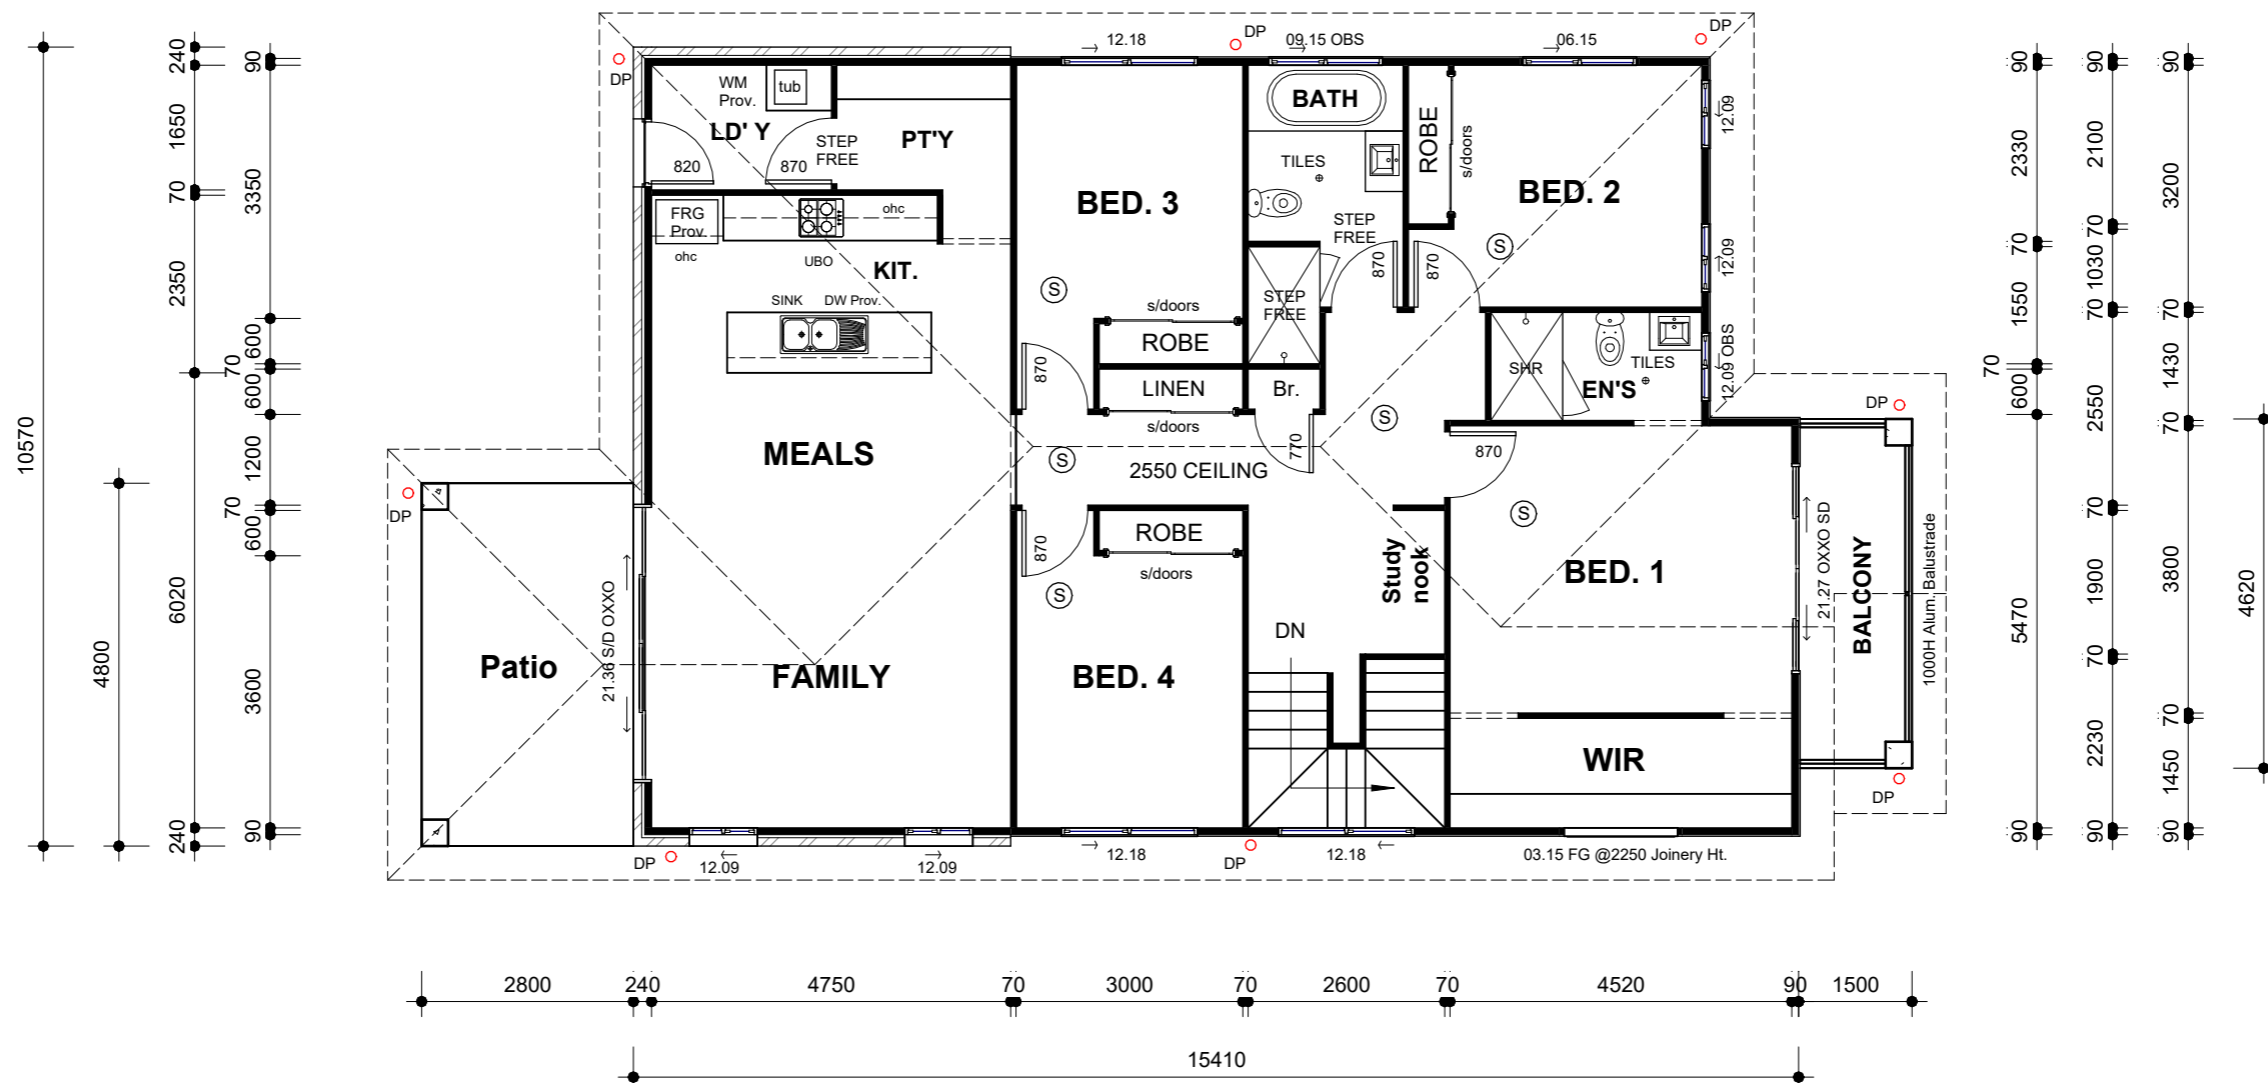 DP
12.18
DP
09.15 OBS
06.15
DP
WM
Prov.
tub
LD' Y
820
870
STEP
FREE
PT'Y
BED. 3
BATH
TILES
STEP
FREE
870
ROBE
s/doors
BED. 2
870
12.09
12.09
12.09 OBS
FRG
Prov.
ohc
ohc
UBO
KIT.
SINK
DW Prov.
s/doors
ROBE
870
LINEN
s/doors
STEP
FREE
Br.
770
SHR
TILES
EN'S
DP
MEALS
2550 CEILING
870
DP
Patio
21.36 S/D OXXO
FAMILY
870
ROBE
s/doors
BED. 4
DN
Study
nook
BED. 1
21.27 OXXO SD
BALCONY
1000H Alum. Balustrade
WIR
DP
DP
12.09
12.09
12.18
DP
12.18
03.15 FG @2250 Joinery Ht.
S
S
S
S
S
S
S
10570
4800
240
1650
70
2350
6020
240
90
3350
600
70
600
1200
70
600
3600
90
90
2330
70
1550
70
600
5470
90
90
2100
70
1030
70
2550
70
1900
70
2230
90
90
3200
70
1430
70
3800
70
1450
90
4620
2800
240
4750
70
3000
70
2600
70
4520
90
1500
15410